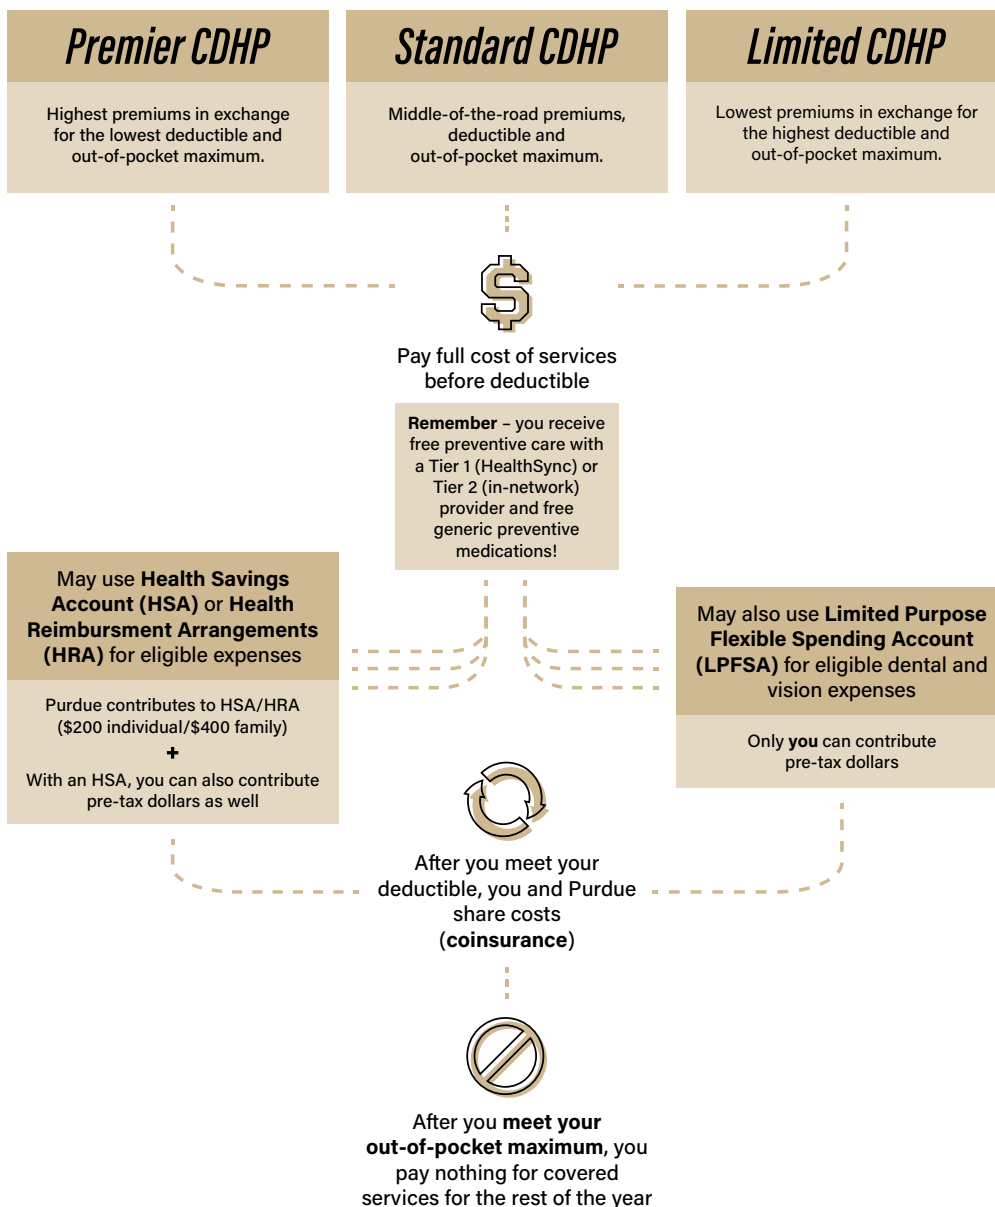 Premier CDHP
Highest premiums in exchange
for the lowest deductible and
out-of-pocket maximum.
Standard CDHP
Middle-of-the-road premiums,
deductible and
out-of-pocket maximum.
Limited CDHP
Lowest premiums in exchange for
the highest deductible and
out-of-pocket maximum.
$
Pay full cost of services
before deductible
Remember – you receive
free preventive care with
a Tier 1 (HealthSync) or
Tier 2 (in-network)
provider and free
generic preventive
medications!
May use Health Savings
Account (HSA) or Health
Reimbursment Arrangements
(HRA) for eligible expenses
Purdue contributes to HSA/HRA
($200 individual/$400 family)
+
With an HSA, you can also contribute
pre-tax dollars as well
May also use Limited Purpose
Flexible Spending Account
(LPFSA) for eligible dental and
vision expenses
Only you can contribute
pre-tax dollars
After you meet your
deductible, you and Purdue
share costs
(coinsurance)
After you meet your
out-of-pocket maximum, you
pay nothing for covered
services for the rest of the year